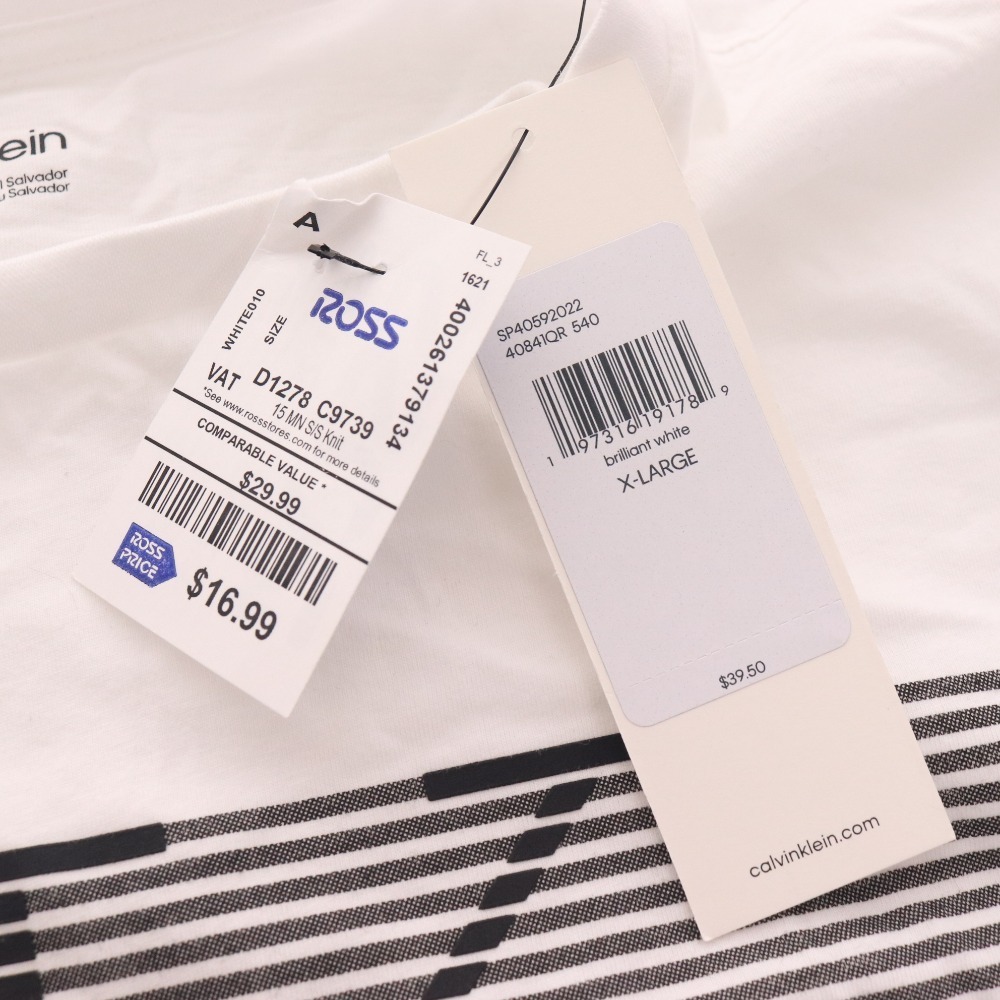 ein
l Salvador
u Salvador
A
FL_3
1621
ROSS
WHITE010
SIZE
400261379134
VAT D1278 C9739
15 MN S/S Knit
*See www.rossstores.com for more details
COMPARABLE VALUE *
$29.99
ROSS
PRICE
$16.99
SP40592022
40841QR 540
1 97316 19178 9
brilliant white
X-LARGE
$39.50
calvinklein.com